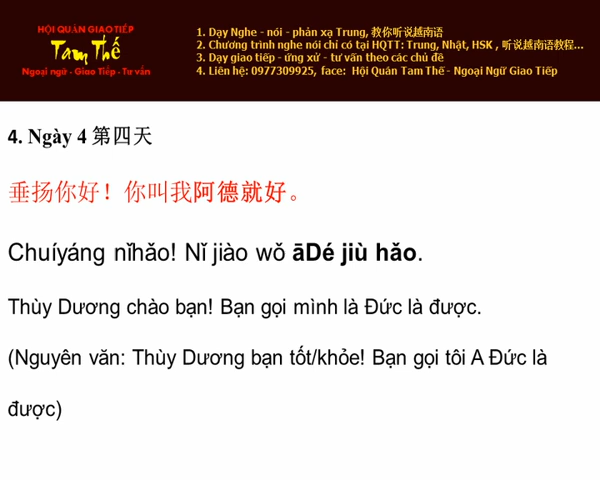 HỘI QUÁN GIAO TIẾP
Tam Thế
Ngoại ngữ - Giao Tiếp - Tư vấn
1. Dạy Nghe - nói - phản xạ Trung, 教你听说越南语
2. Chương trình nghe nói chỉ có tại HQTT: Trung, Nhật, HSK , 听说越南语教程...
3. Dạy giao tiếp - ứng xử - tư vấn theo các chủ đề
4. Liên hệ: 0977309925, face: Hội Quán Tam Thế - Ngoại Ngữ Giao Tiếp
4. Ngày 4 第四天
垂扬你好！你叫我阿德就好。
Chuíyáng nǐhǎo! Nǐ jiào wǒ āDé jiù hǎo.
Thùy Dương chào bạn! Bạn gọi mình là Đức là được.
(Nguyên văn: Thùy Dương bạn tốt/khỏe! Bạn gọi tôi A Đức là
được)